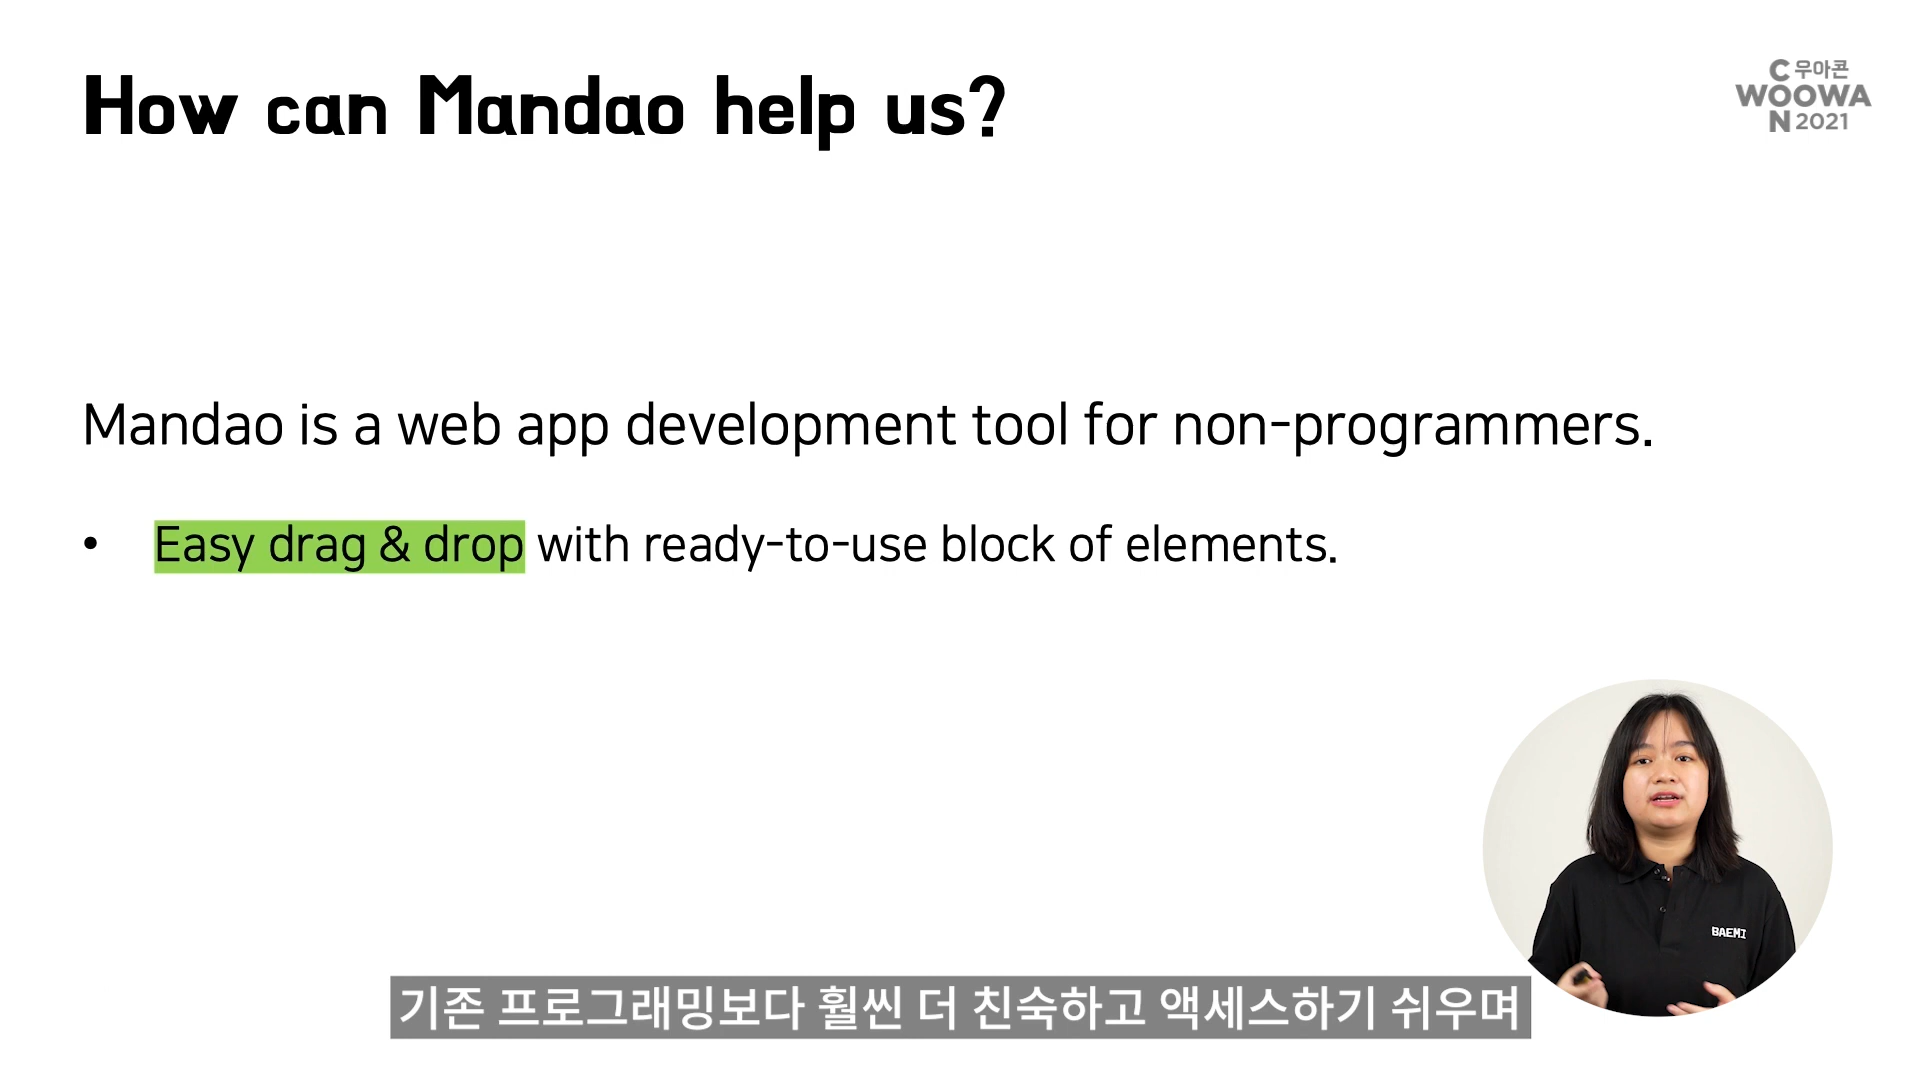 How can Mandao help us?
C 우아콘
WOOWA
N 2021
Mandao is a web app development tool for non-programmers.
• Easy drag & drop with ready-to-use block of elements.
BAEMI
기존 프로그래밍보다 훨씬 더 친숙하고 액세스하기 쉬우며